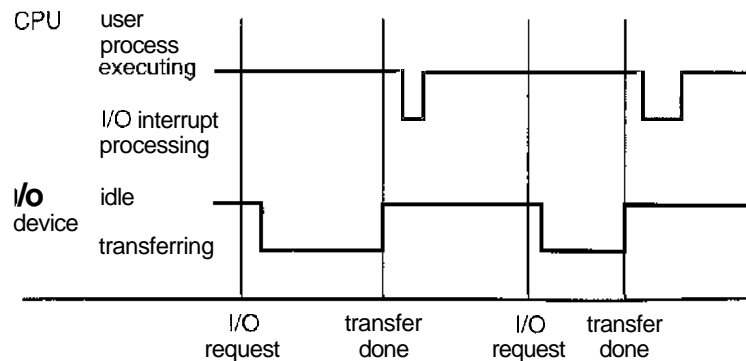 CPU user
process
executing
I/O interrupt
processing
I/o idle
device
transferring
I/O transfer I/O transfer
request done request done